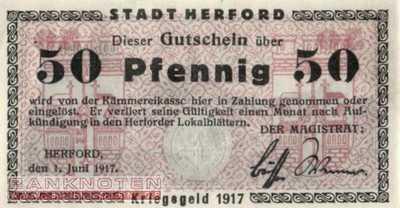 STADT HERFORD
Dieser Gutschein über
50 Pfennig 50
wird von der Kämmereikasse hier in Zahlung genommen oder
eingelöst. Er verliert seine Gültigkeit einen Monat nach Auf-
kündigung in den Herforder Lokalblättern.
DER MAGISTRAT;
HERFORD,
den 1. Juni 1917.
BANKNOTEN
Kriegsgeld 1917